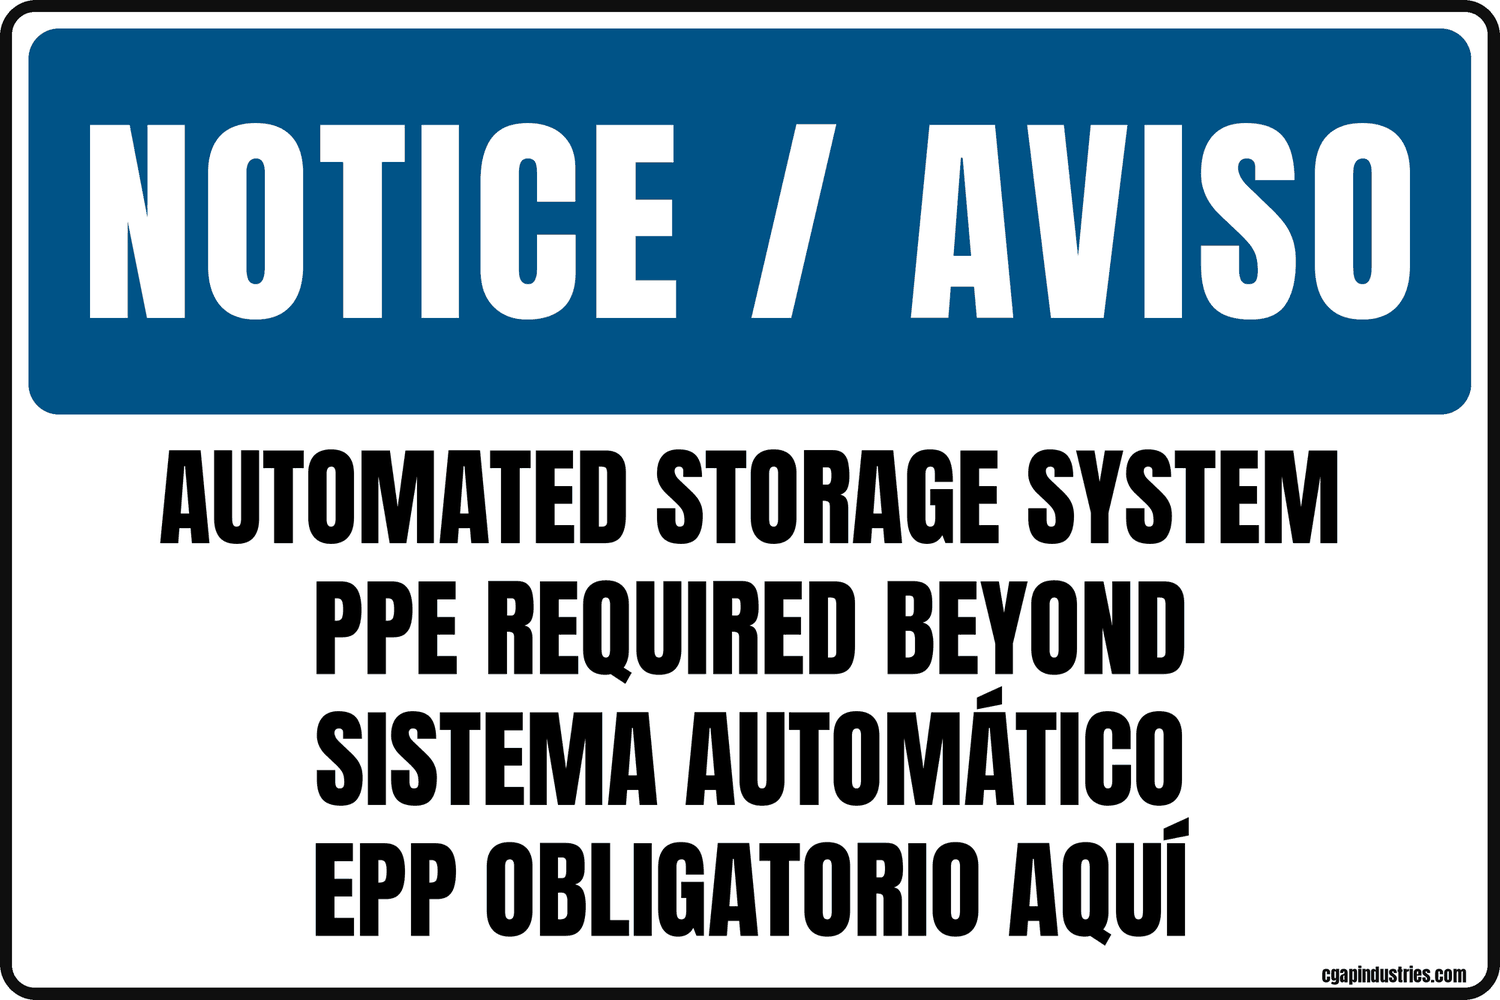 NOTICE / AVISO
AUTOMATED STORAGE SYSTEM
PPE REQUIRED BEYOND
SISTEMA AUTOMÁTICO
EPP OBLIGATORIO AQUÍ
cgapindustries.com